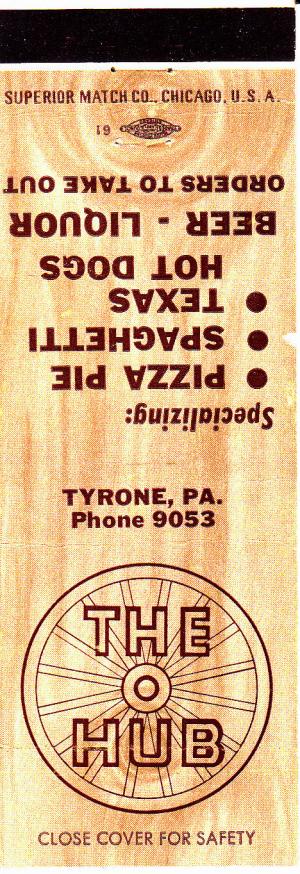 SUPERIOR MATCH CO., CHICAGO, U.S.A.
19
Specializing:
• PIZZA PIE
• SPAGHETTI
• TEXAS
HOT DOGS
BEER - LIQUOR
ORDERS TO TAKE OUT
TYRONE, PA.
Phone 9053
THE
HUB
CLOSE COVER FOR SAFETY